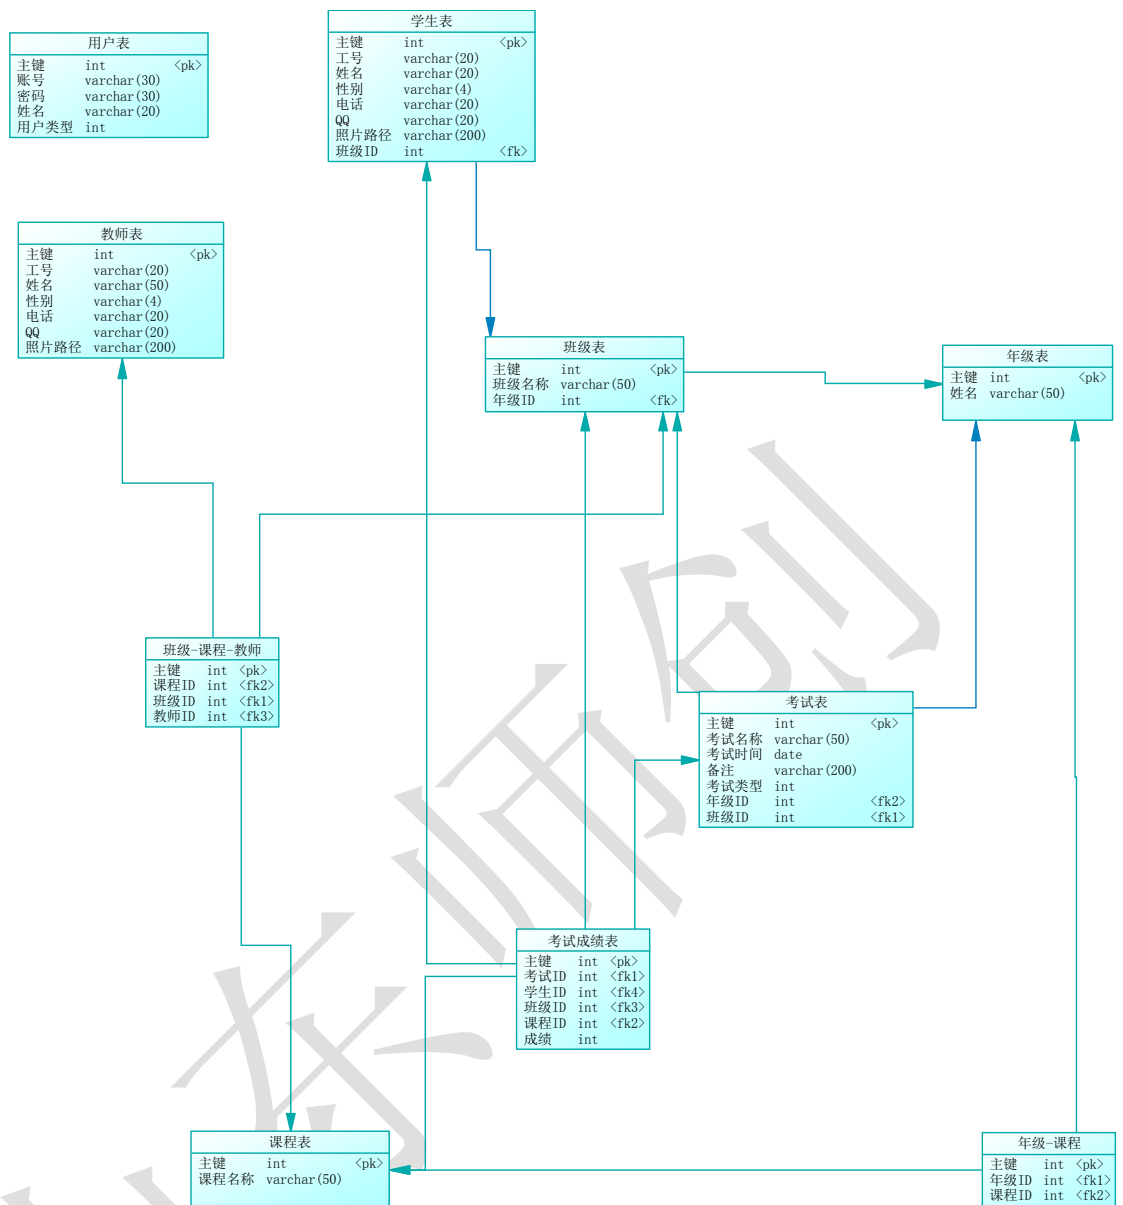 用户表
主键 int <pk>
账号 varchar(30)
密码 varchar(30)
姓名 varchar(20)
用户类型 int
学生表
主键 int <pk>
工号 varchar(20)
姓名 varchar(20)
性别 varchar(4)
电话 varchar(20)
QQ varchar(20)
照片路径 varchar(200)
班级ID int <fk>
教师表
主键 int <pk>
工号 varchar(20)
姓名 varchar(50)
性别 varchar(4)
电话 varchar(20)
QQ varchar(20)
照片路径 varchar(200)
班级表
主键 int <pk>
班级名称 varchar(50)
年级ID int <fk>
年级表
主键 int <pk>
姓名 varchar(50)
班级-课程-教师
主键 int <pk>
课程ID int <fk2>
班级ID int <fk1>
教师ID int <fk3>
考试表
主键 int <pk>
考试名称 varchar(50)
考试时间 date
备注 varchar(200)
考试类型 int
年级ID int <fk2>
班级ID int <fk1>
考试成绩表
主键 int <pk>
考试ID int <fk1>
学生ID int <fk4>
班级ID int <fk3>
课程ID int <fk2>
成绩 int
课程表
主键 int <pk>
课程名称 varchar(50)
年级-课程
主键 int <pk>
年级ID int <fk1>
课程ID int <fk2>
东师创